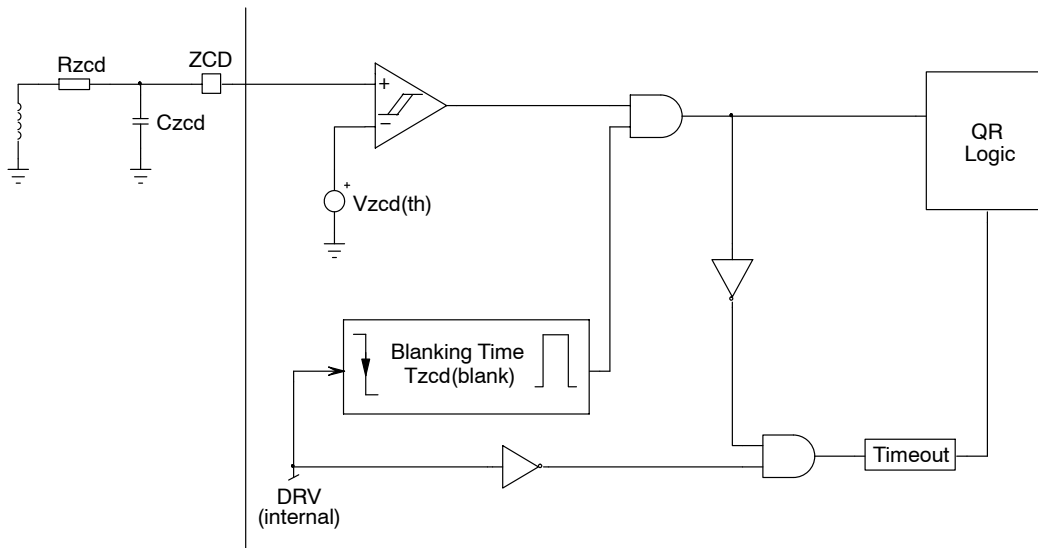 Rzcd
ZCD
Czcd
+
−
+
Vzcd(th)
QR
Logic
Blanking Time
Tzcd(blank)
Timeout
DRV
(internal)